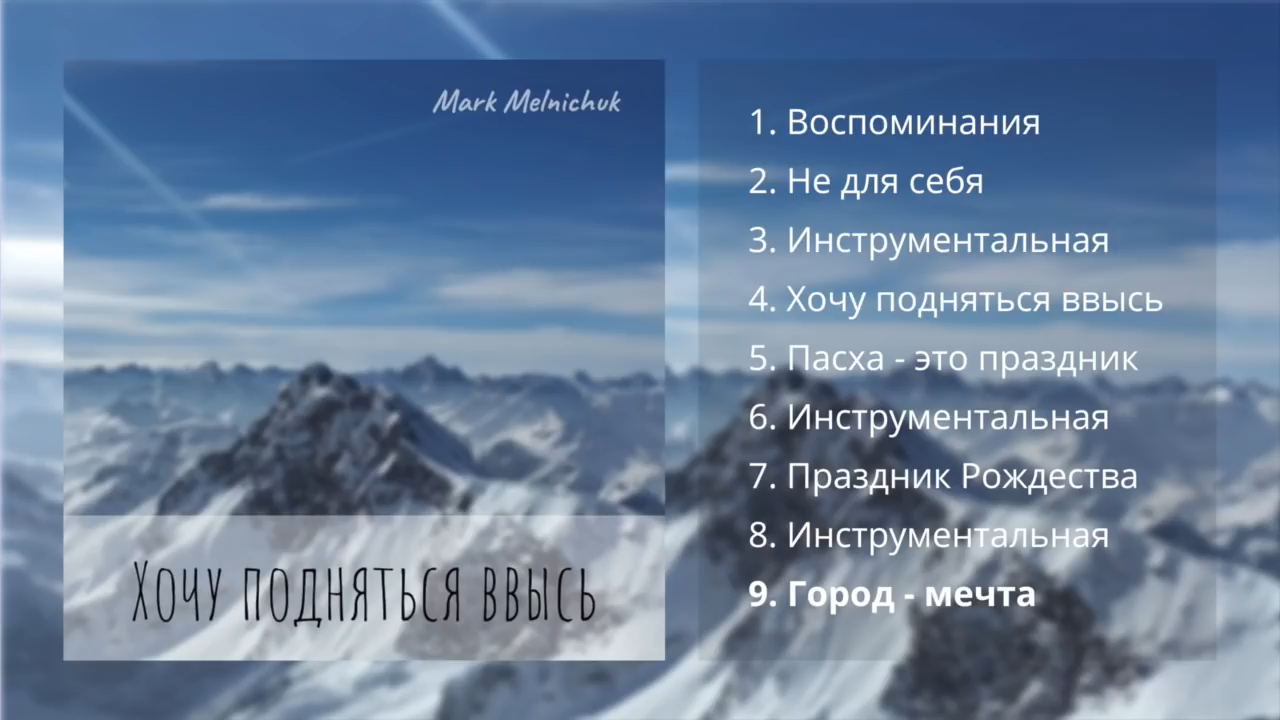 Mark Melnichuk
Хочу подняться ввысь
1. Воспоминания
2. Не для себя
3. Инструментальная
4. Хочу подняться ввысь
5. Пасха - это праздник
6. Инструментальная
7. Праздник Рождества
8. Инструментальная
9. Город - мечта